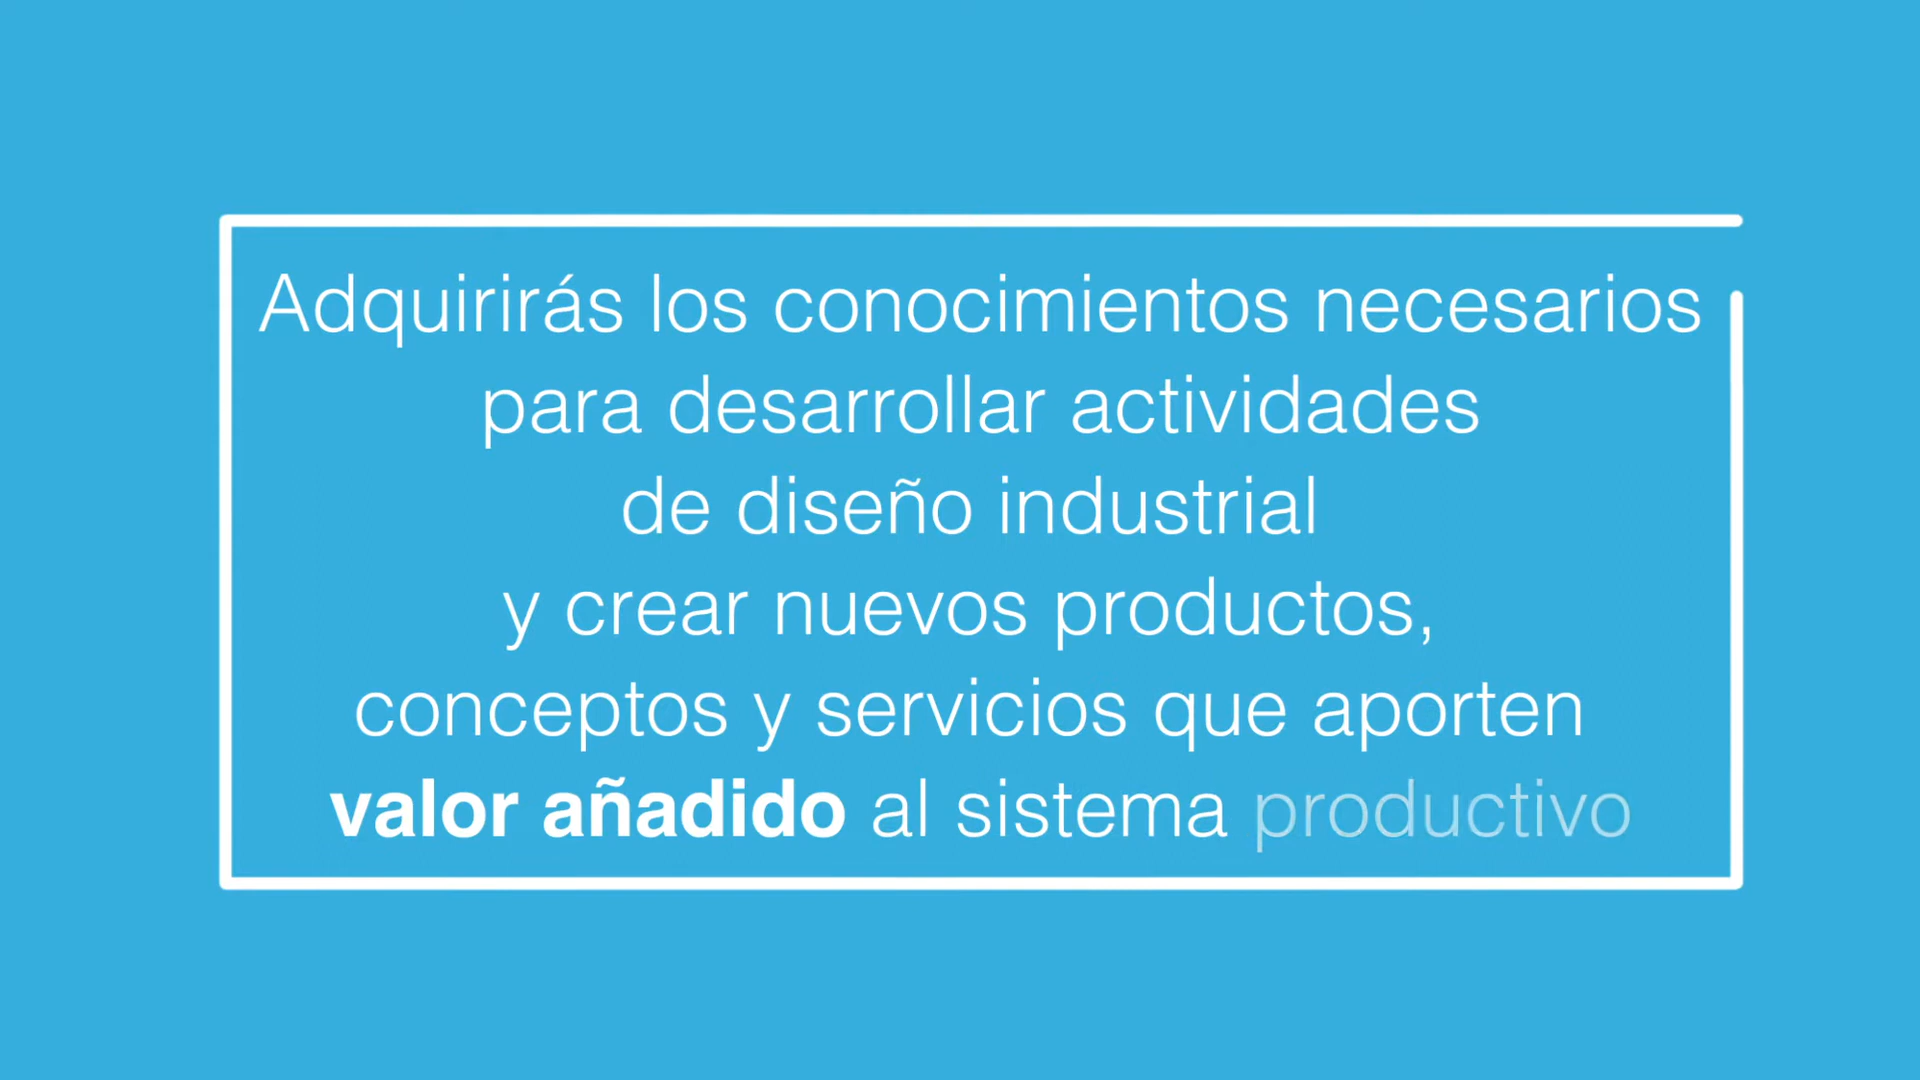 Adquirirás los conocimientos necesarios
para desarrollar actividades
de diseño industrial
y crear nuevos productos,
conceptos y servicios que aporten
valor añadido al sistema productivo